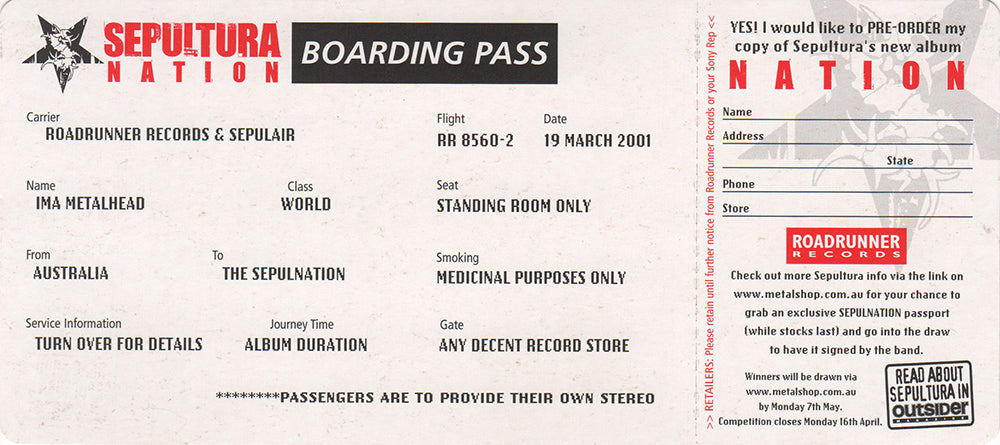 SEPULTURA
NATION
BOARDING PASS
Carrier
ROADRUNNER RECORDS & SEPULAIR
Flight
RR 8560-2
Date
19 MARCH 2001
Name
IMA METALHEAD
Class
WORLD
Seat
STANDING ROOM ONLY
From
AUSTRALIA
To
THE SEPULNATION
Smoking
MEDICINAL PURPOSES ONLY
Service Information
TURN OVER FOR DETAILS
Journey Time
ALBUM DURATION
Gate
ANY DECENT RECORD STORE
********PASSENGERS ARE TO PROVIDE THEIR OWN STEREO
>> RETAILERS: Please retain until further notice from Roadrunner Records or your Sony Rep <<
YES! I would like to PRE-ORDER my
copy of Sepultura's new album
NATION
Name
Address
State
Phone
Store
ROADRUNNER
RECORDS
Check out more Sepultura info via the link on
www.metalshop.com.au for your chance to
grab an exclusive SEPULNATION passport
(while stocks last) and go into the draw
to have it signed by the band.
Winners will be drawn via
www.metalshop.com.au
by Monday 7th May.
Competition closes Monday 16th April.
READ ABOUT
SEPULTURA IN
OUTSIDER
MAGAZINE